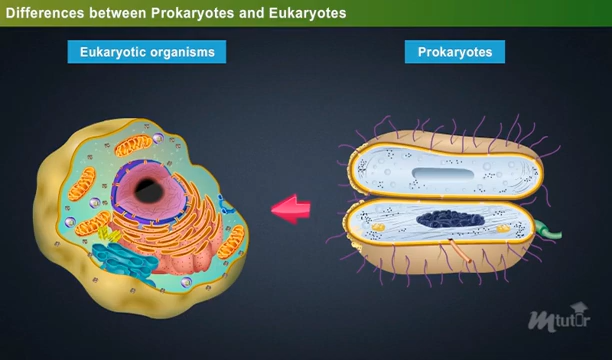 Differences between Prokaryotes and Eukaryotes
Eukaryotic organisms
Prokaryotes
mtutor